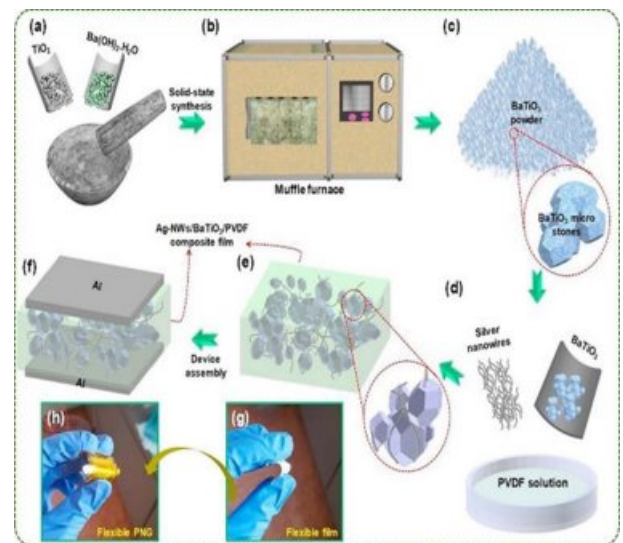 (a)
TiO₂
Ba(OH)₂.H₂O
Solid-state
synthesis
(b)
Muffle furnace
(c)
BaTiO₃
powder
BaTiO₃ micro
stones
(d)
Silver
nanowires
BaTiO₃
PVDF solution
Ag-NWs/BaTiO₃/PVDF
composite film
(e)
Device
assembly
(f)
Al
Al
(g)
Flexible film
(h)
Flexible PNG